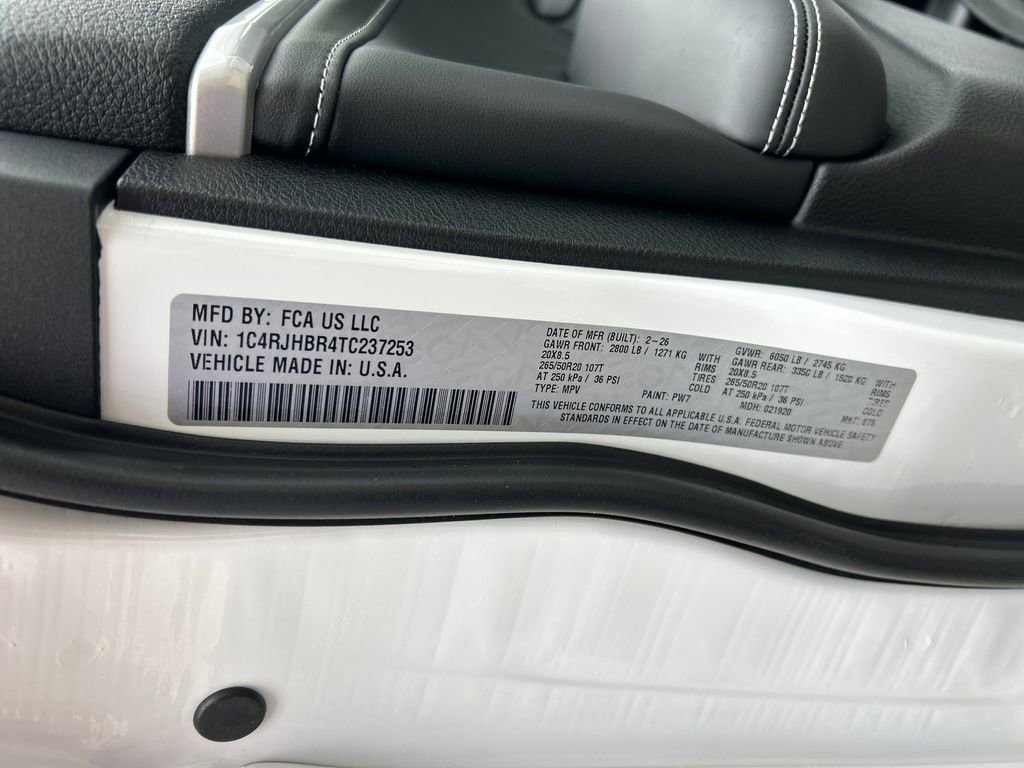 MFD BY: FCA US LLC
VIN: 1C4RJHBR4TC237253
VEHICLE MADE IN: U.S.A.
DATE OF MFR (BUILT): 2-26
GAWR FRONT: 2800 LB / 1271 KG WITH
20X8.5 RIMS
265/50R20 107T TIRES
AT 250 kPa / 36 PSI COLD
TYPE: MPV PAINT: PW7
GVWR: 6050 LB / 2745 KG
GAWR REAR: 3350 LB / 1520 KG WITH
20X8.5 RIMS
265/50R20 107T TIRES
AT 250 kPa / 36 PSI COLD
MDH: 021920 MKT: 875
THIS VEHICLE CONFORMS TO ALL APPLICABLE U.S.A. FEDERAL MOTOR VEHICLE SAFETY
STANDARDS IN EFFECT ON THE DATE OF MANUFACTURE SHOWN ABOVE